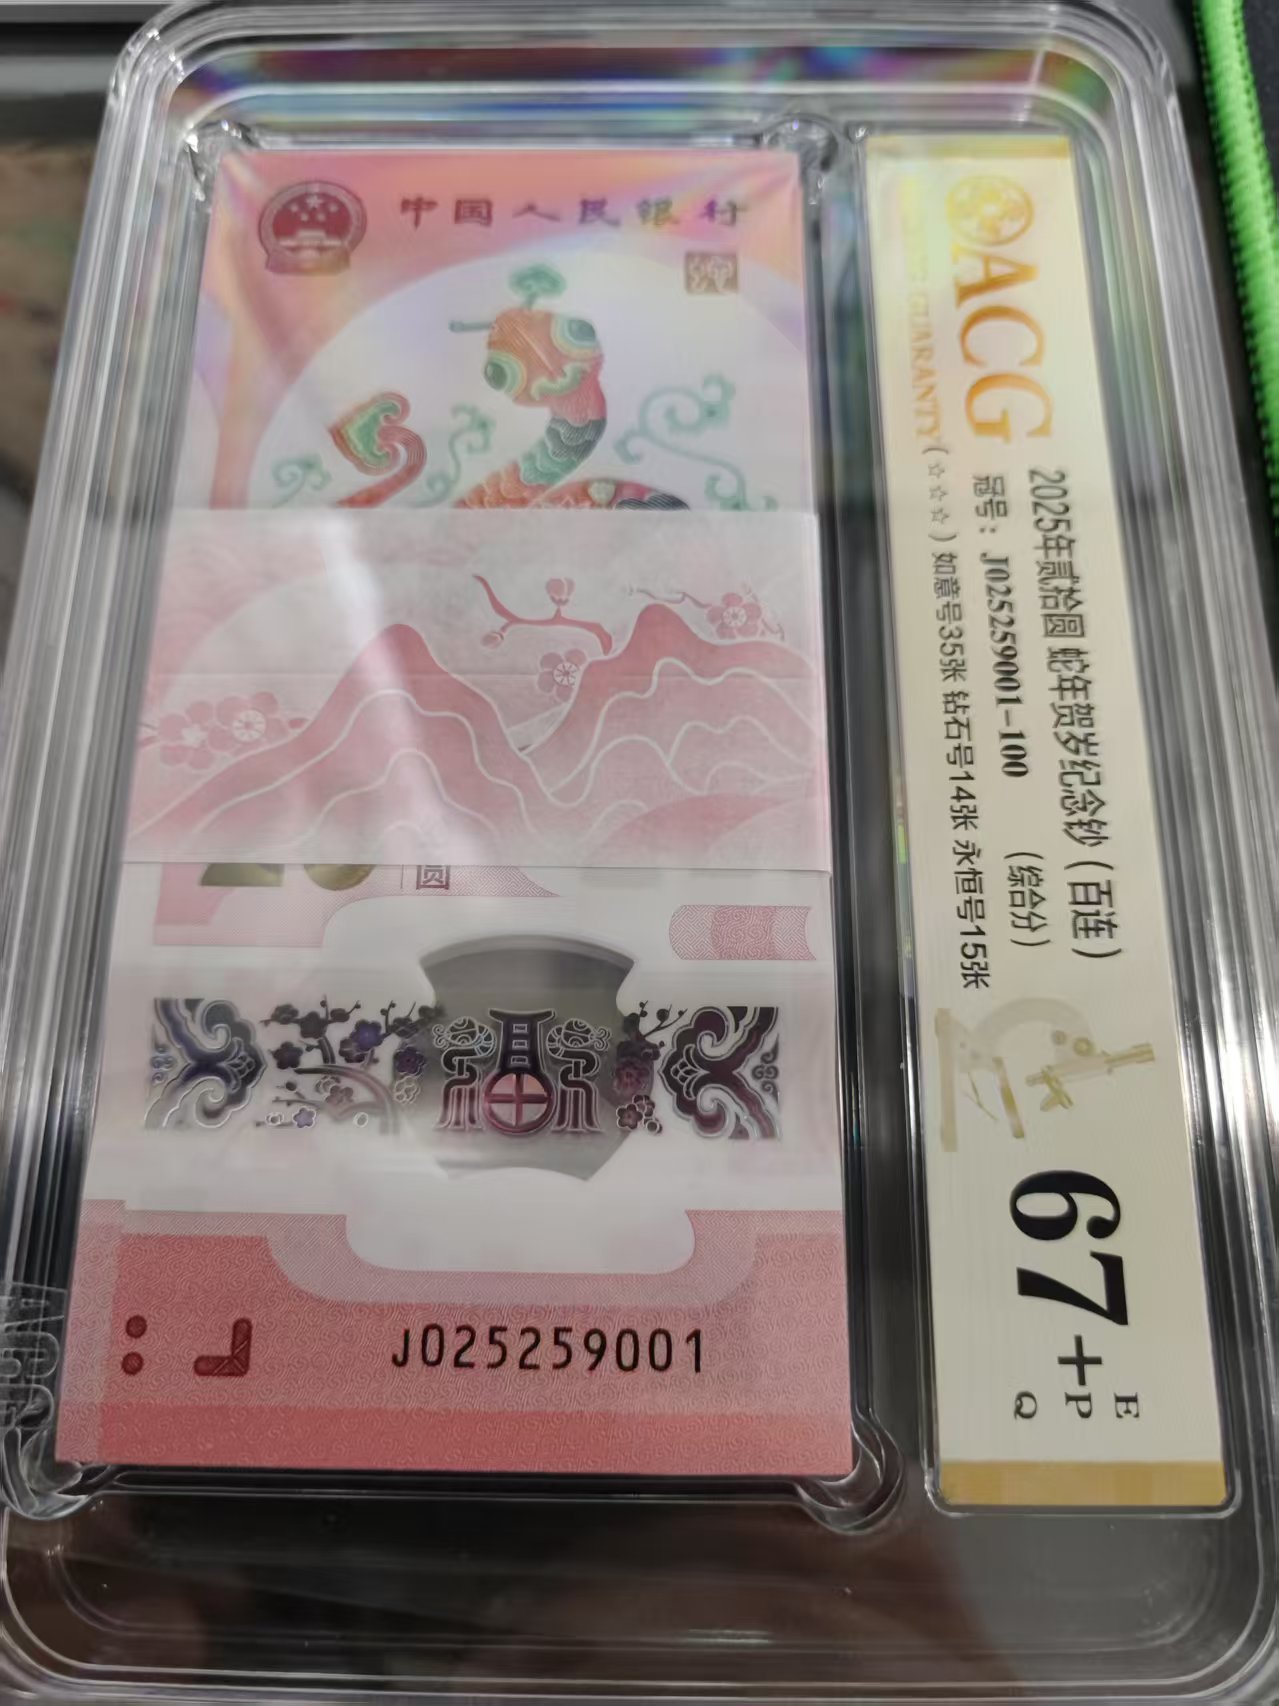 中国人民银行
圆
J025259001
ACG
GUARANTY(☆☆☆)
2025年贰拾圆 蛇年贺岁纪念钞(百连)
冠号:J025259001-100 (综合分)
如意号35张 钻石号14张 永恒号15张
67+
E
P
Q